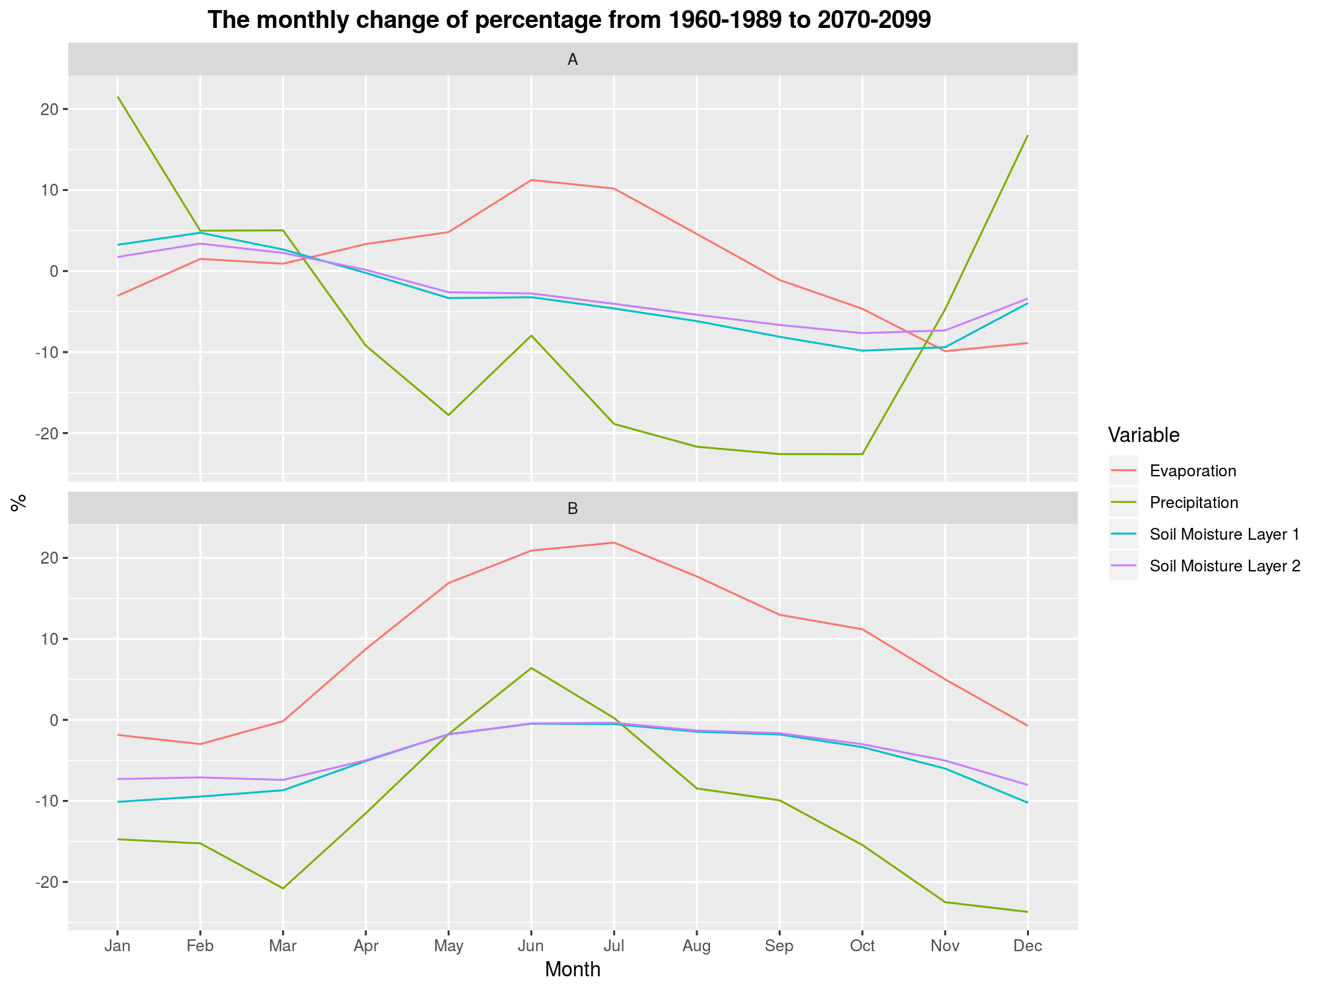 The monthly change of percentage from 1960-1989 to 2070-2099
A
20
10
0
-10
-20
%
B
20
10
0
-10
-20
Jan Feb Mar Apr May Jun Jul Aug Sep Oct Nov Dec
Month
Variable
Evaporation
Precipitation
Soil Moisture Layer 1
Soil Moisture Layer 2